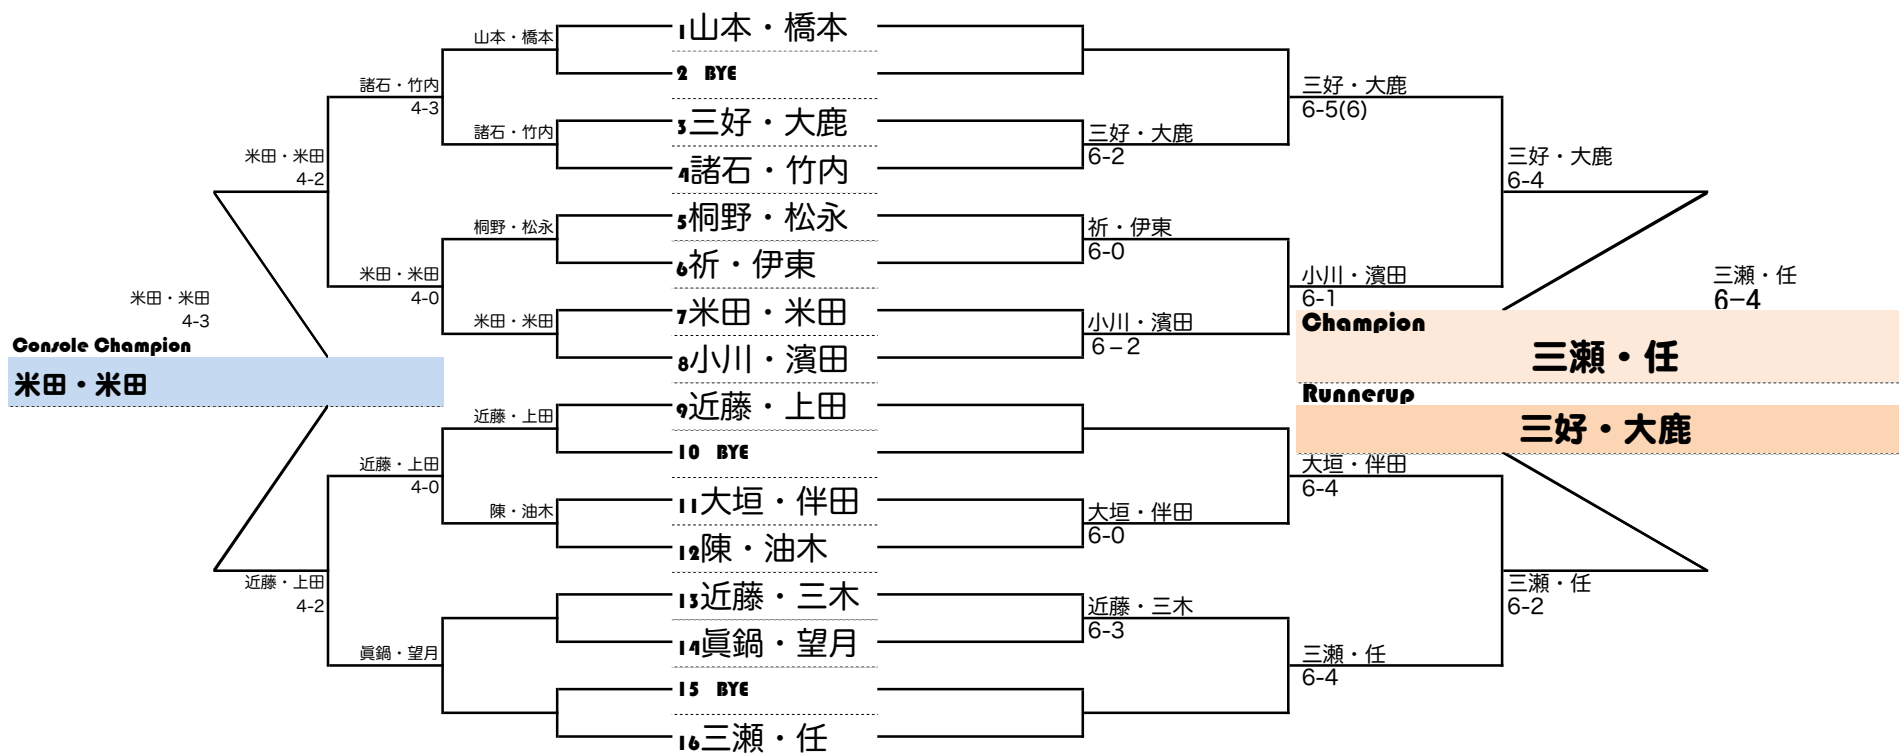 米田・米田
4-3
Console Champion
米田・米田
米田・米田
4-2
近藤・上田
4-2
諸石・竹内
4-3
米田・米田
4-0
近藤・上田
4-0
眞鍋・望月
山本・橋本
諸石・竹内
桐野・松永
米田・米田
近藤・上田
陳・油木
1山本・橋本
2 BYE
3三好・大鹿
4諸石・竹内
5桐野・松永
6祈・伊東
7米田・米田
8小川・濱田
9近藤・上田
10 BYE
11大垣・伴田
12陳・油木
13近藤・三木
14眞鍋・望月
15 BYE
16三瀬・任
三好・大鹿
6-2
祈・伊東
6-0
小川・濱田
6-2
大垣・伴田
6-0
近藤・三木
6-3
三好・大鹿
6-5(6)
小川・濱田
6-1
大垣・伴田
6-4
三瀬・任
6-4
三好・大鹿
6-4
三瀬・任
6-2
三瀬・任
6-4
Champion
三瀬・任
Runnerup
三好・大鹿